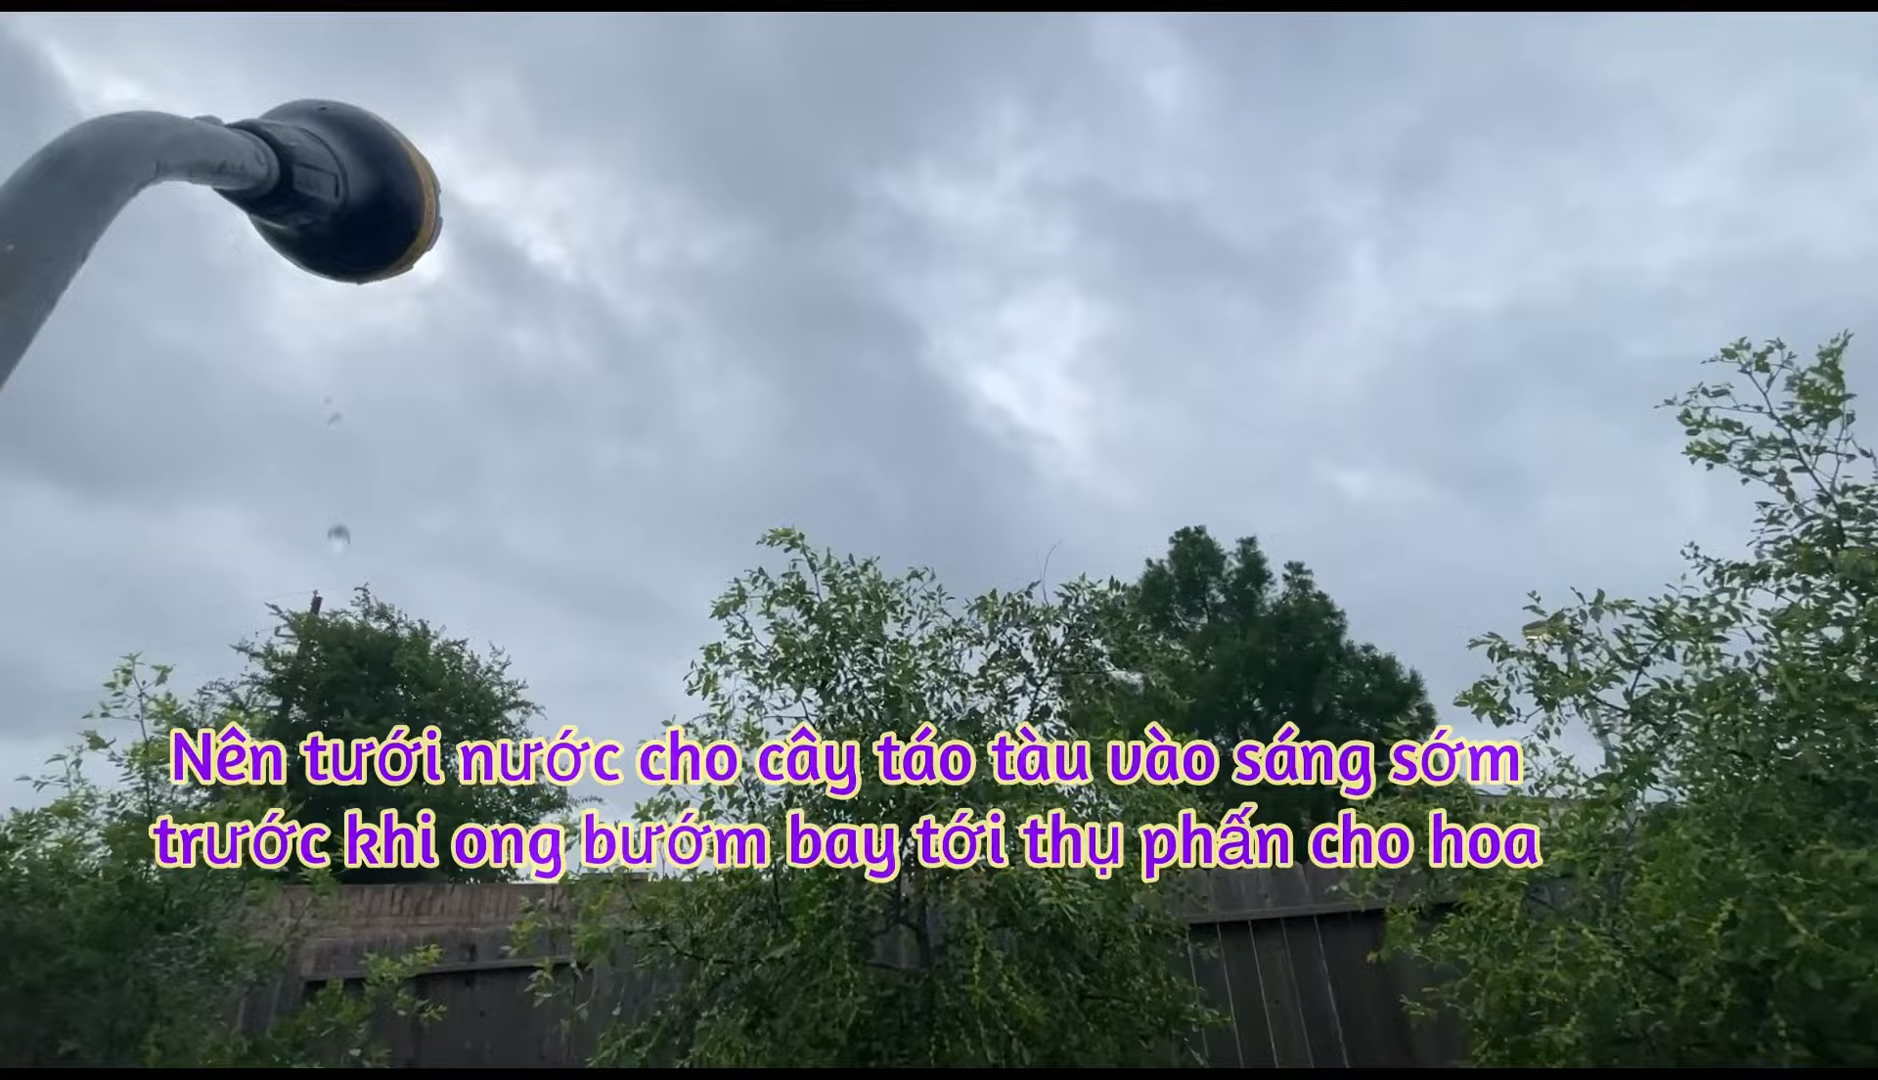 Nên tưới nước cho cây táo tàu vào sáng sớm
trước khi ong bướm bay tới thụ phấn cho hoa